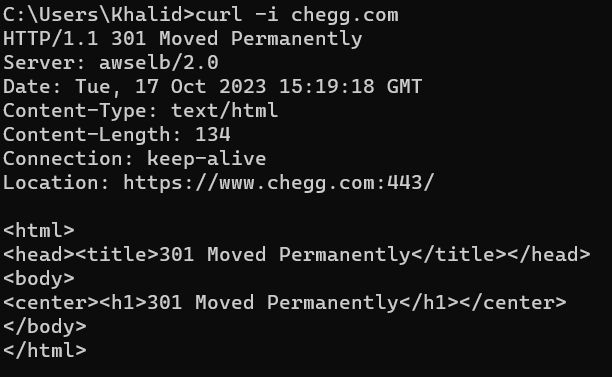 C:\Users\Khalid>curl -i chegg.com
HTTP/1.1 301 Moved Permanently
Server: awselb/2.0
Date: Tue, 17 Oct 2023 15:19:18 GMT
Content-Type: text/html
Content-Length: 134
Connection: keep-alive
Location: https://www.chegg.com:443/

<html>
<head><title>301 Moved Permanently</title></head>
<body>
<center><h1>301 Moved Permanently</h1></center>
</body>
</html>